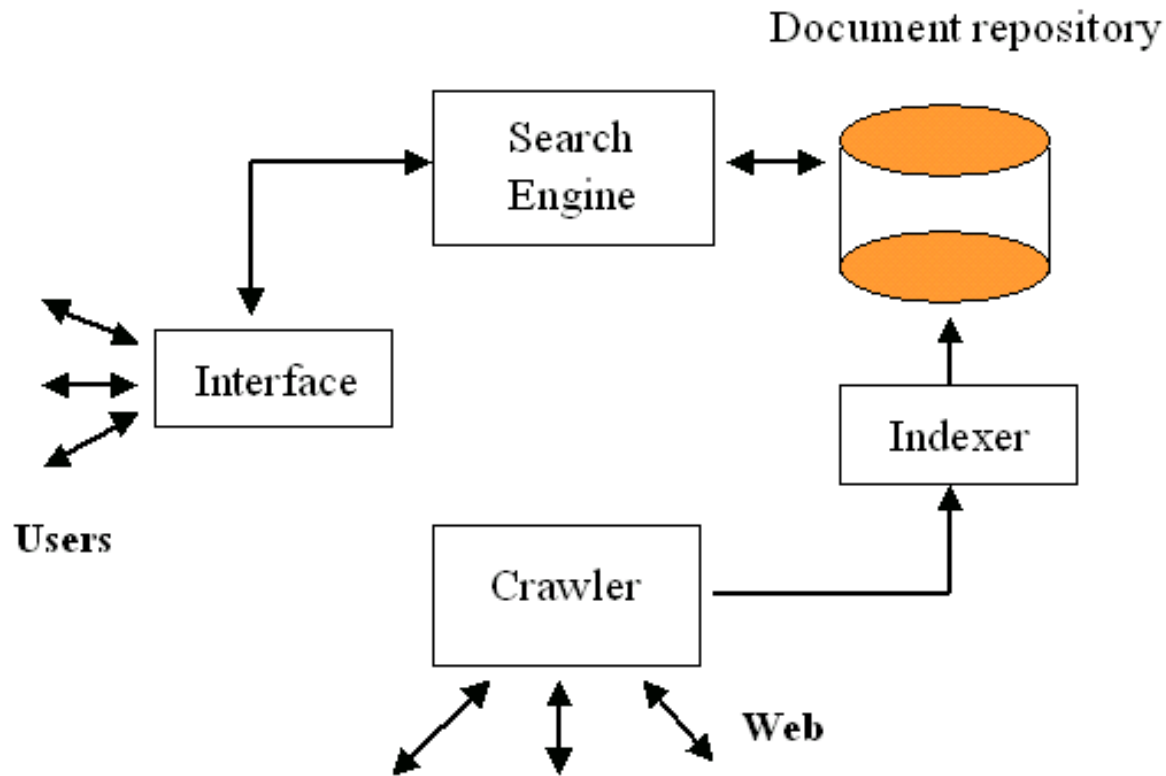 Document repository
Search
Engine
Interface
Indexer
Users
Crawler
Web